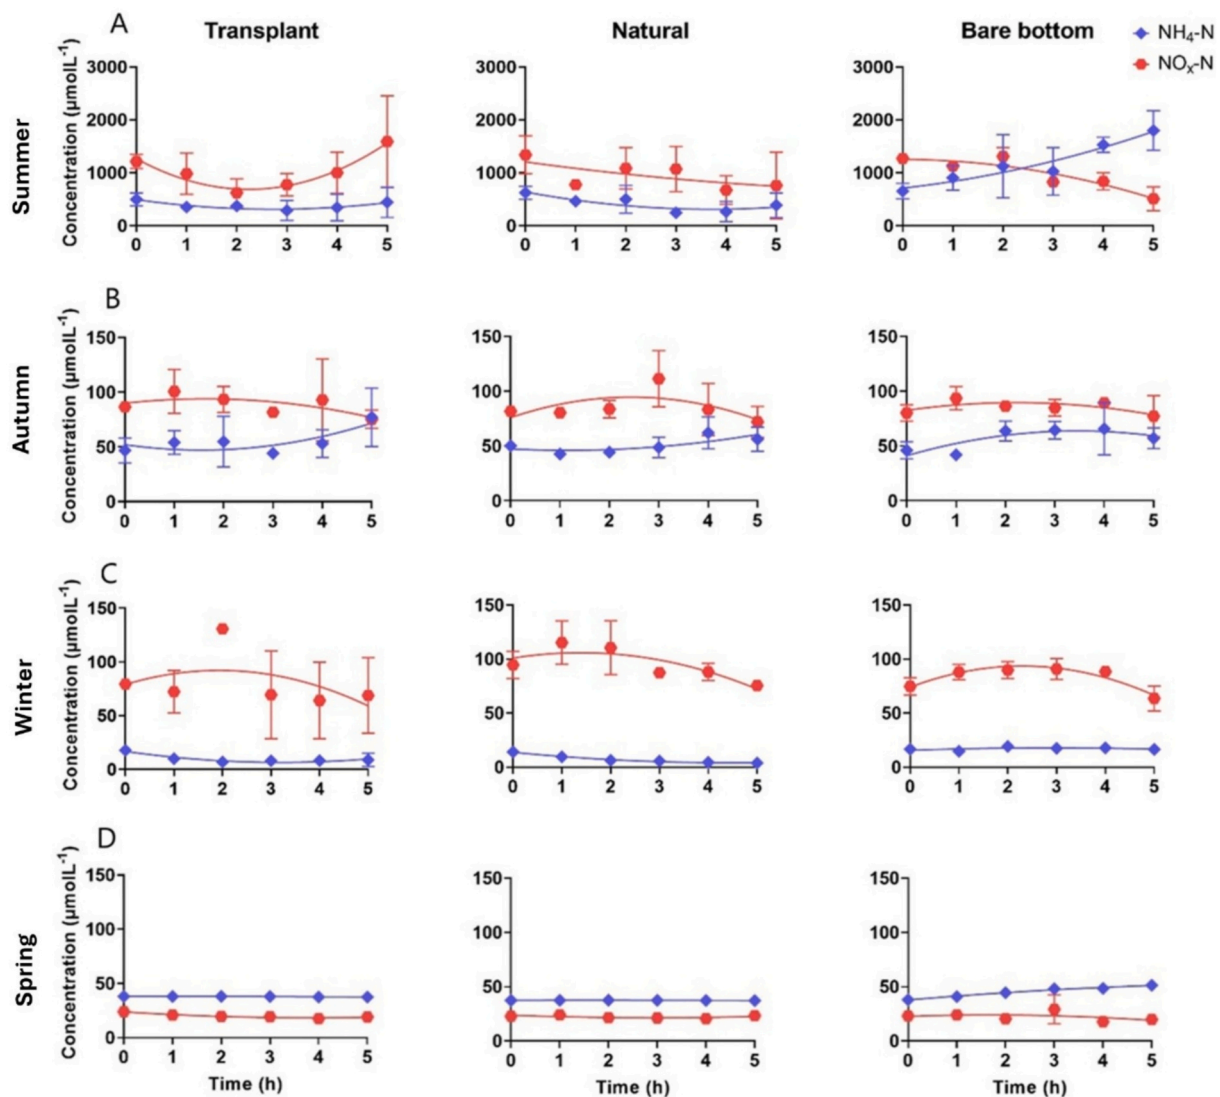 A
Transplant
Natural
Bare bottom
NH4-N
NOx-N
Summer
Concentration (µmolL-1)
3000
2000
1000
0
0 1 2 3 4 5
3000
2000
1000
0
0 1 2 3 4 5
3000
2000
1000
0
0 1 2 3 4 5
B
Autumn
Concentration (µmolL-1)
150
100
50
0
0 1 2 3 4 5
150
100
50
0
0 1 2 3 4 5
150
100
50
0
0 1 2 3 4 5
C
Winter
Concentration (µmolL-1)
150
100
50
0
0 1 2 3 4 5
150
100
50
0
0 1 2 3 4 5
150
100
50
0
0 1 2 3 4 5
D
Spring
Concentration (µmolL-1)
150
100
50
0
0 1 2 3 4 5
Time (h)
150
100
50
0
0 1 2 3 4 5
Time (h)
150
100
50
0
0 1 2 3 4 5
Time (h)